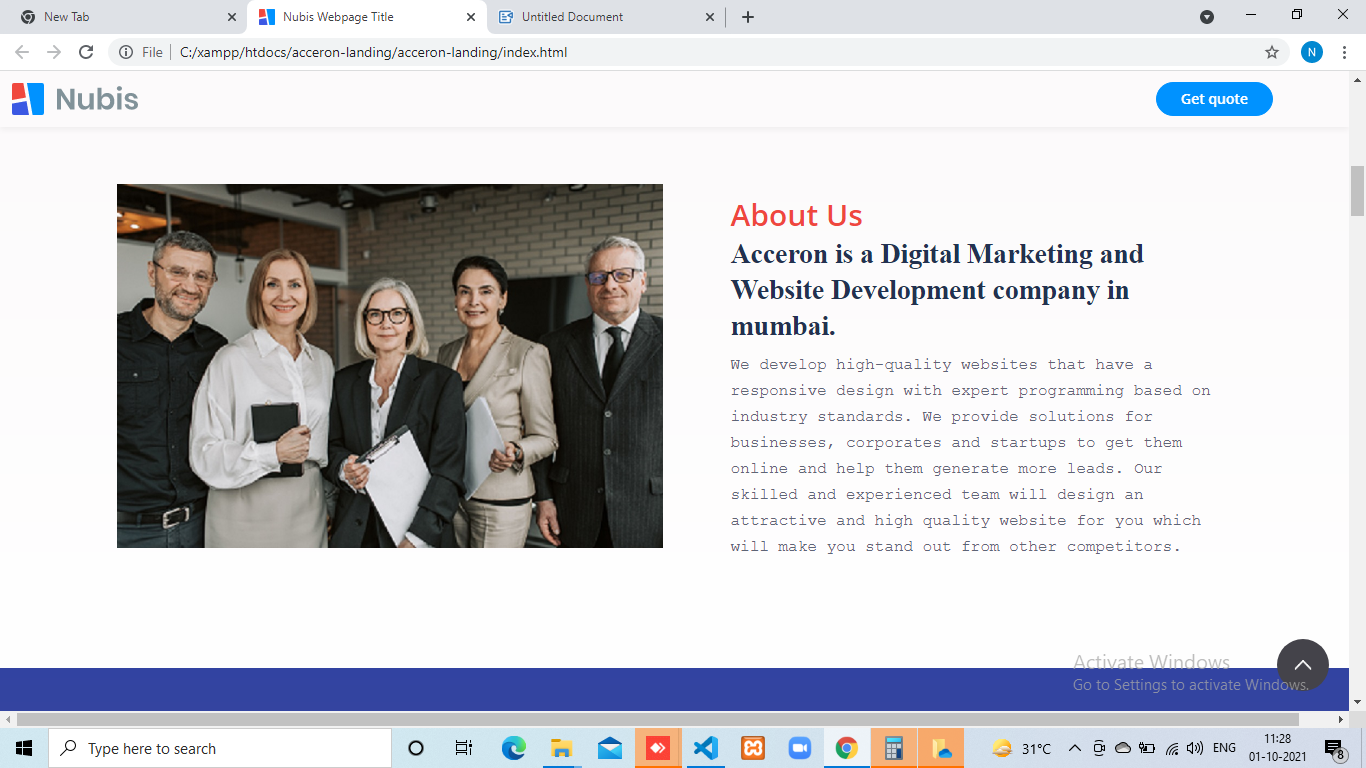 New Tab
Nubis Webpage Title
Untitled Document
File
C:/xampp/htdocs/acceron-landing/acceron-landing/index.html
N
Nubis
Get quote
About Us
Acceron is a Digital Marketing and
Website Development company in
mumbai.
We develop high-quality websites that have a
responsive design with expert programming based on
industry standards. We provide solutions for
businesses, corporates and startups to get them
online and help them generate more leads. Our
skilled and experienced team will design an
attractive and high quality website for you which
will make you stand out from other competitors.
Activate Windows
Go to Settings to activate Windows.
Type here to search
31°C
ENG
11:28
01-10-2021
8